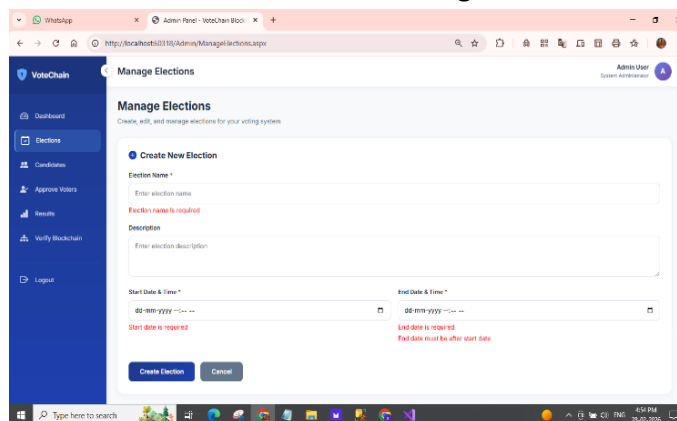 WhatsApp
Admin Panel - VoteChain Block
http://localhost:60318/Admin/ManageElections.aspx
VoteChain
Manage Elections
Admin User
System Administrator
A
Manage Elections
Create, edit, and manage elections for your voting system
Dashboard
Elections
Candidates
Approve Voters
Results
Verify Blockchain
Logout
Create New Election
Election Name *
Enter election name
Election name is required
Description
Enter election description
Start Date & Time *
End Date & Time *
dd-mm-yyyy --:-- --
dd-mm-yyyy --:-- --
Start date is required
End date is required
End date must be after start date
Create Election
Cancel
Type here to search
ENG
4:51 PM
28-02-2026